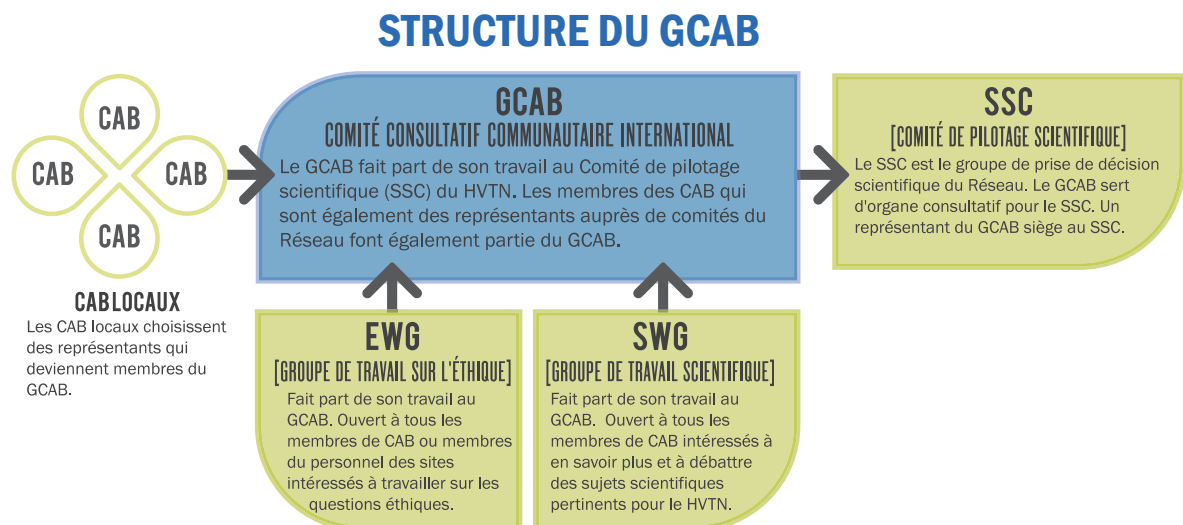 STRUCTURE DU GCAB
CAB
CAB
CAB
CAB
CAB LOCAUX
Les CAB locaux choisissent
des représentants qui
deviennent membres du
GCAB.
GCAB
COMITÉ CONSULTATIF COMMUNAUTAIRE INTERNATIONAL
Le GCAB fait part de son travail au Comité de pilotage
scientifique (SSC) du HVTN. Les membres des CAB qui
sont également des représentants auprès de comités du
Réseau font également partie du GCAB.
SSC
[COMITÉ DE PILOTAGE SCIENTIFIQUE]
Le SSC est le groupe de prise de décision
scientifique du Réseau. Le GCAB sert
d'organe consultatif pour le SSC. Un
représentant du GCAB siège au SSC.
EWG
[GROUPE DE TRAVAIL SUR L'ÉTHIQUE]
Fait part de son travail au
GCAB. Ouvert à tous les
membres de CAB ou membres
du personnel des sites
intéressés à travailler sur les
questions éthiques.
SWG
[GROUPE DE TRAVAIL SCIENTIFIQUE]
Fait part de son travail au
GCAB. Ouvert à tous les
membres de CAB intéressés à
en savoir plus et à débattre
des sujets scientifiques
pertinents pour le HVTN.